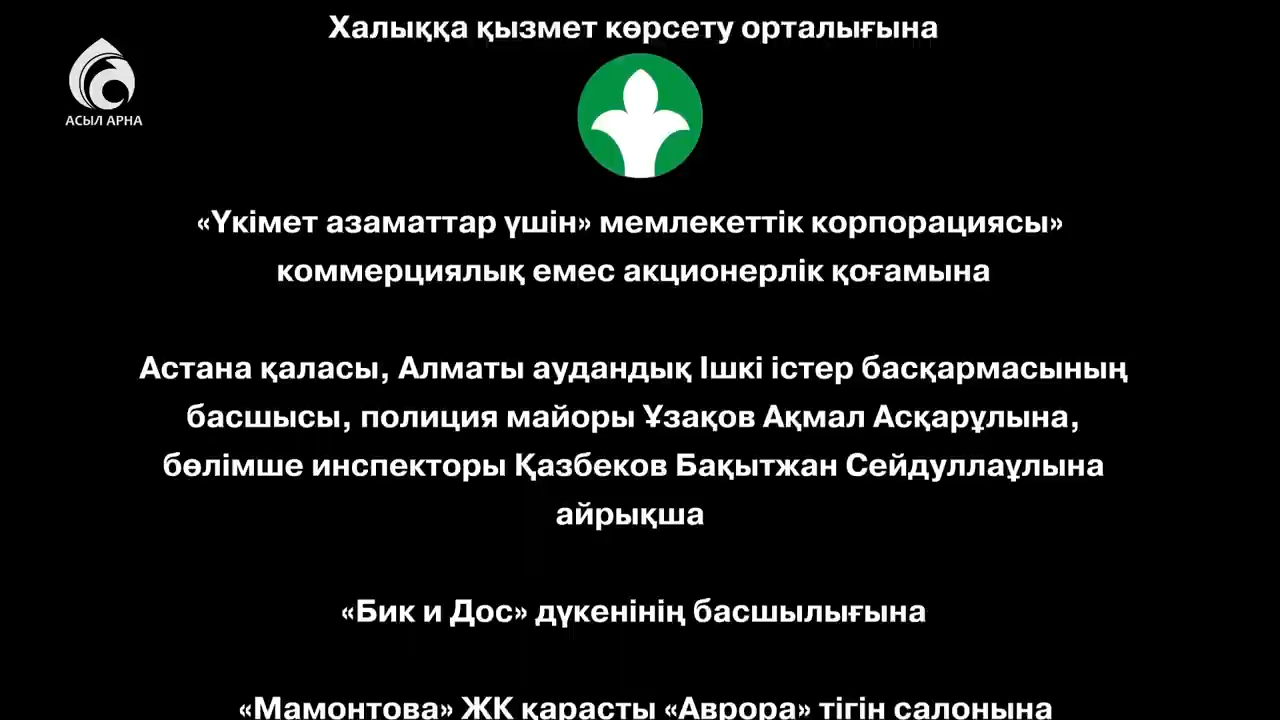 Халыққа қызмет көрсету орталығына
АСЫЛ АРНА
«Үкімет азаматтар үшін» мемлекеттік корпорациясы»
коммерциялық емес акционерлік қоғамына
Астана қаласы, Алматы аудандық Ішкі істер басқармасының
басшысы, полиция майоры Ұзақов Ақмал Асқарұлына,
бөлімше инспекторы Қазбеков Бақытжан Сейдуллаұлына
айрықша
«Бик и Дос» дүкенінің басшылығына
«Мамонтова» ЖК қарасты «Аврора» тігін салонына